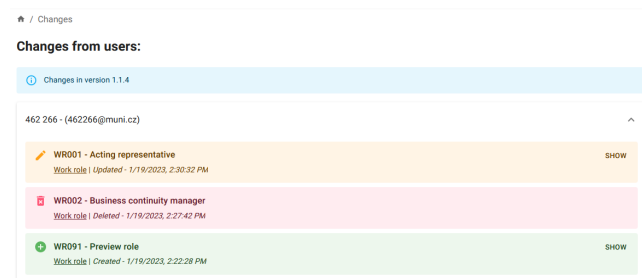 / Changes
Changes from users:
Changes in version 1.1.4
462 266 - (462266@muni.cz)
WR001 - Acting representative
SHOW
Work role | Updated - 1/19/2023, 2:30:32 PM
WR002 - Business continuity manager
Work role | Deleted - 1/19/2023, 2:27:42 PM
WR091 - Preview role
SHOW
Work role | Created - 1/19/2023, 2:22:28 PM